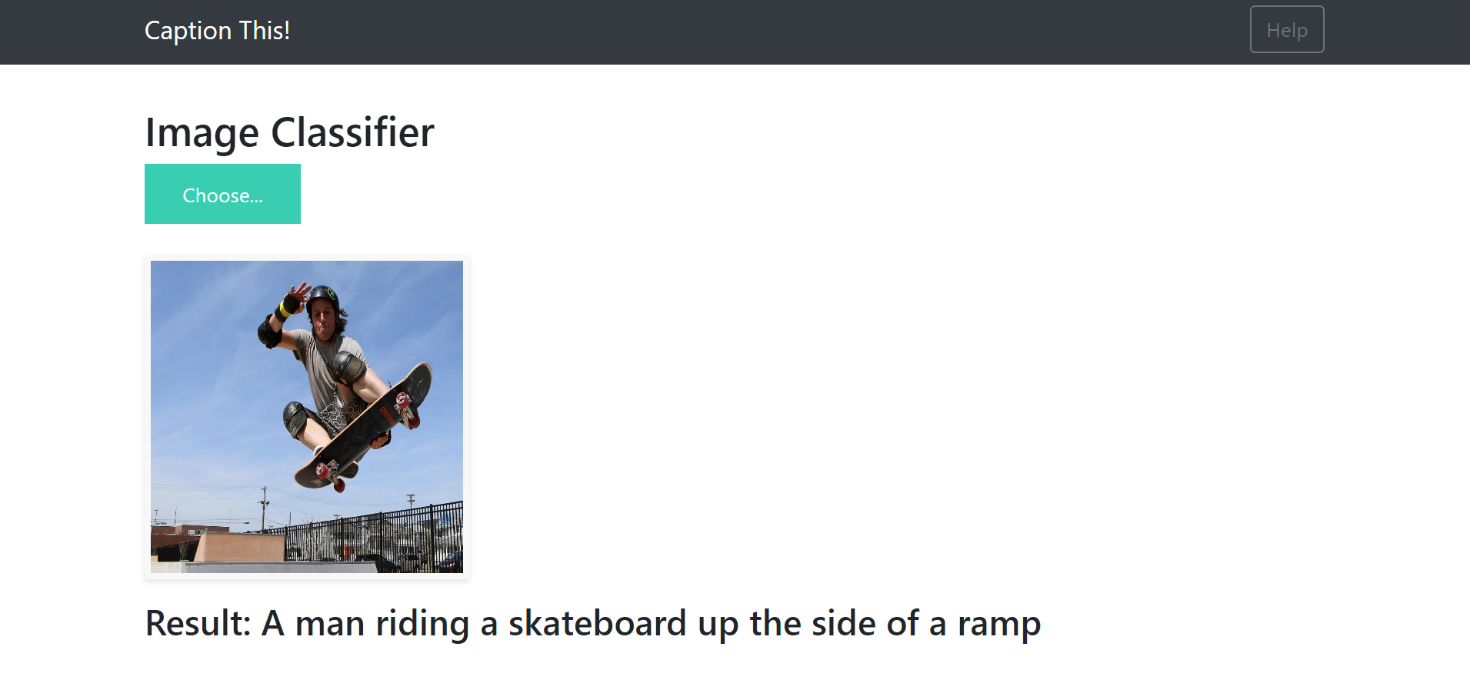 Caption This!
Help
Image Classifier
Choose...
Result: A man riding a skateboard up the side of a ramp